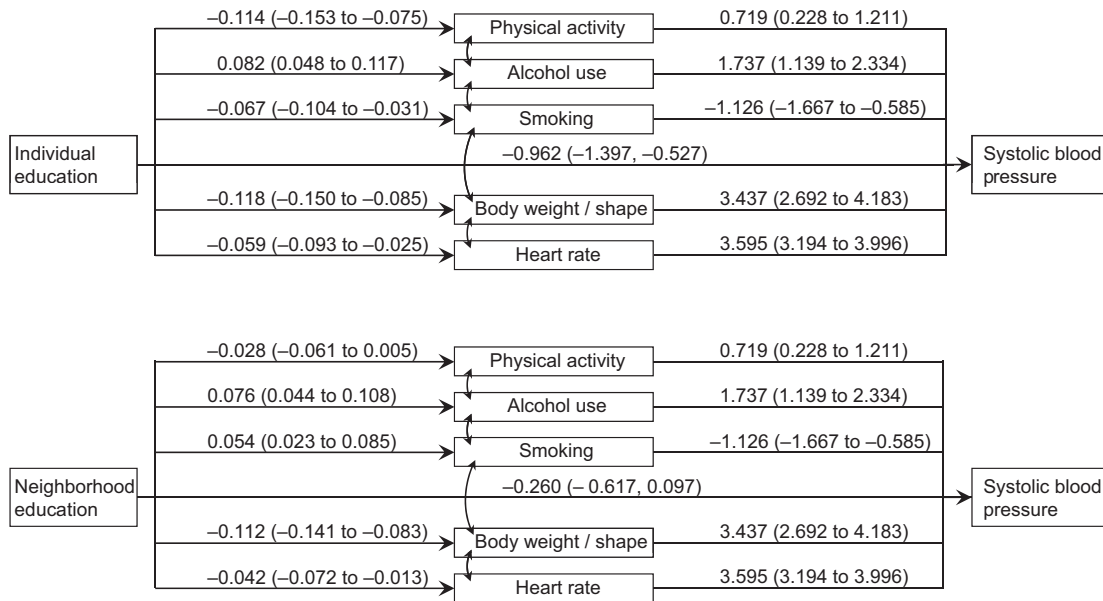 –0.114 (–0.153 to –0.075)
Physical activity
0.719 (0.228 to 1.211)
0.082 (0.048 to 0.117)
Alcohol use
1.737 (1.139 to 2.334)
–0.067 (–0.104 to –0.031)
Smoking
–1.126 (–1.667 to –0.585)
Individual
education
–0.962 (–1.397, –0.527)
Systolic blood
pressure
–0.118 (–0.150 to –0.085)
Body weight / shape
3.437 (2.692 to 4.183)
–0.059 (–0.093 to –0.025)
Heart rate
3.595 (3.194 to 3.996)
–0.028 (–0.061 to 0.005)
Physical activity
0.719 (0.228 to 1.211)
0.076 (0.044 to 0.108)
Alcohol use
1.737 (1.139 to 2.334)
0.054 (0.023 to 0.085)
Smoking
–1.126 (–1.667 to –0.585)
Neighborhood
education
–0.260 (– 0.617, 0.097)
Systolic blood
pressure
–0.112 (–0.141 to –0.083)
Body weight / shape
3.437 (2.692 to 4.183)
–0.042 (–0.072 to –0.013)
Heart rate
3.595 (3.194 to 3.996)